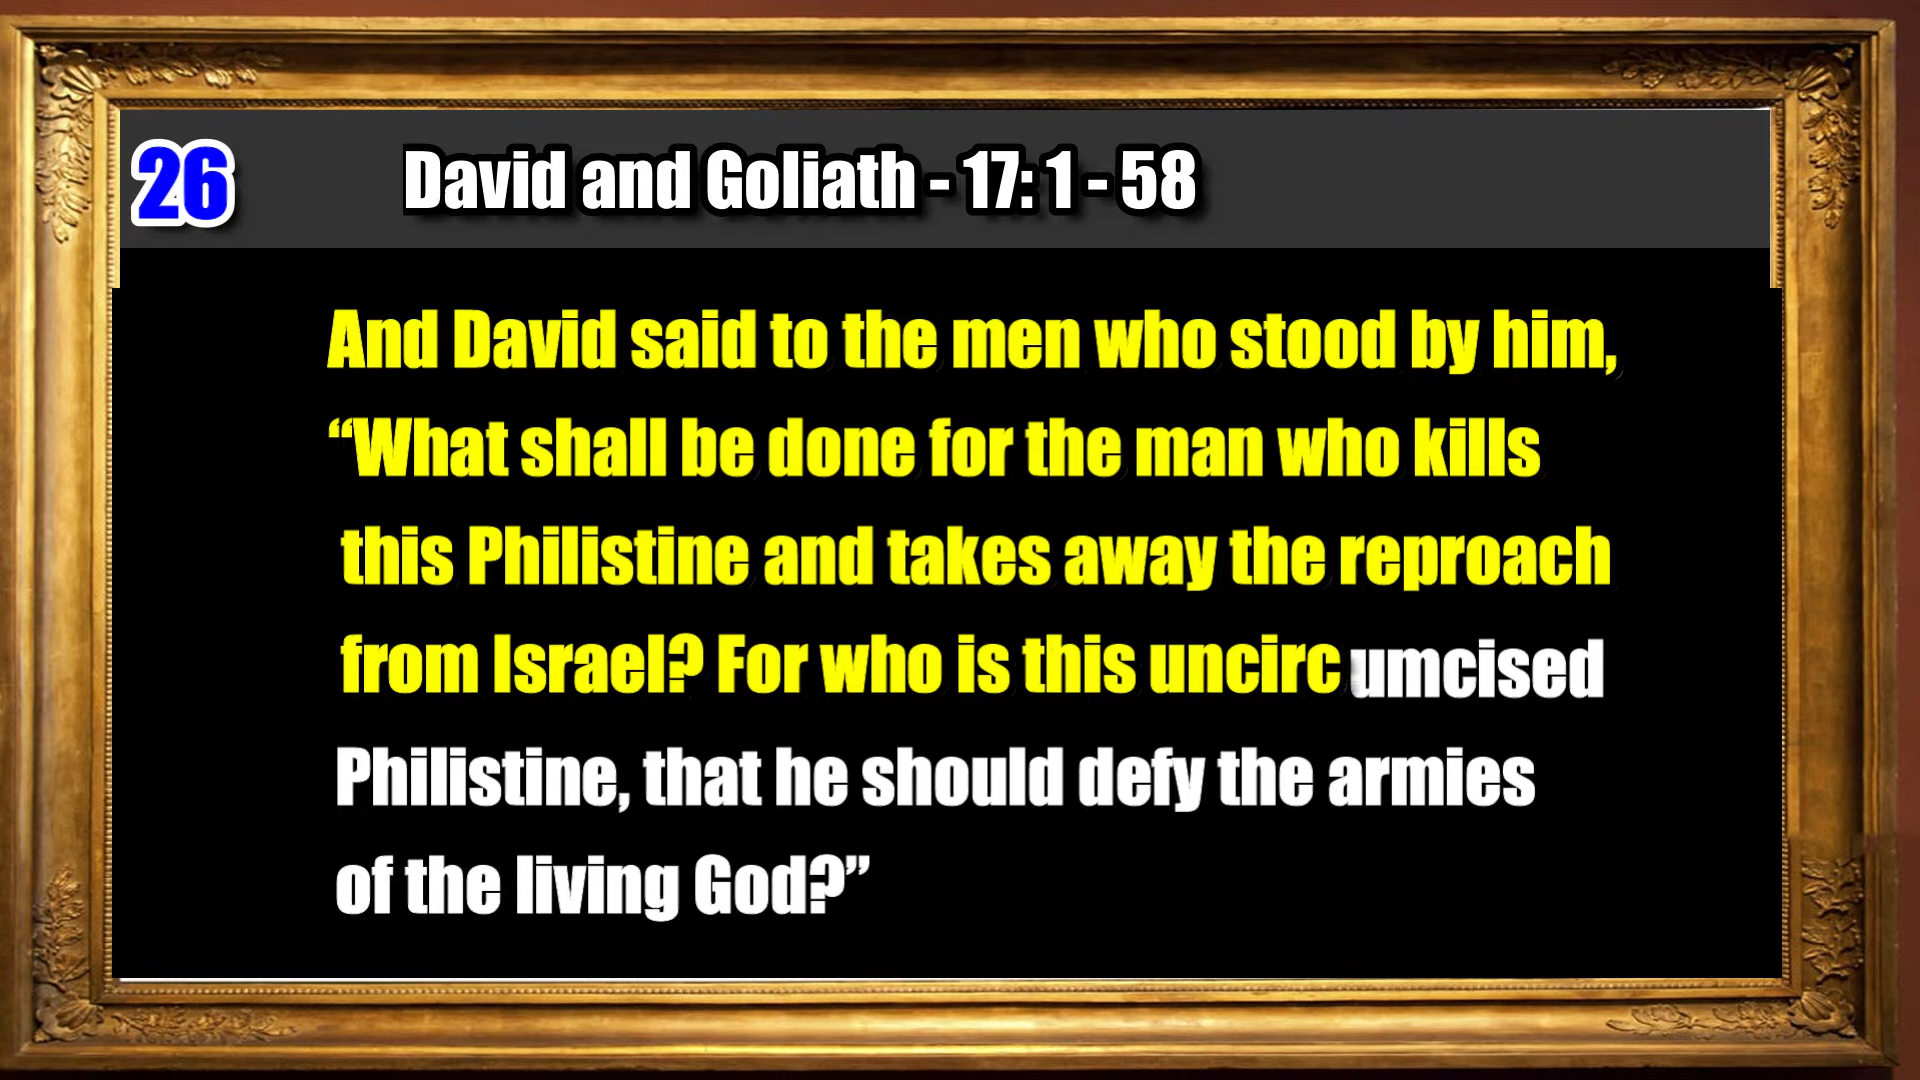 26 David and Goliath - 17: 1 - 58
And David said to the men who stood by him,
“What shall be done for the man who kills
this Philistine and takes away the reproach
from Israel? For who is this uncircumcised
Philistine, that he should defy the armies
of the living God?”